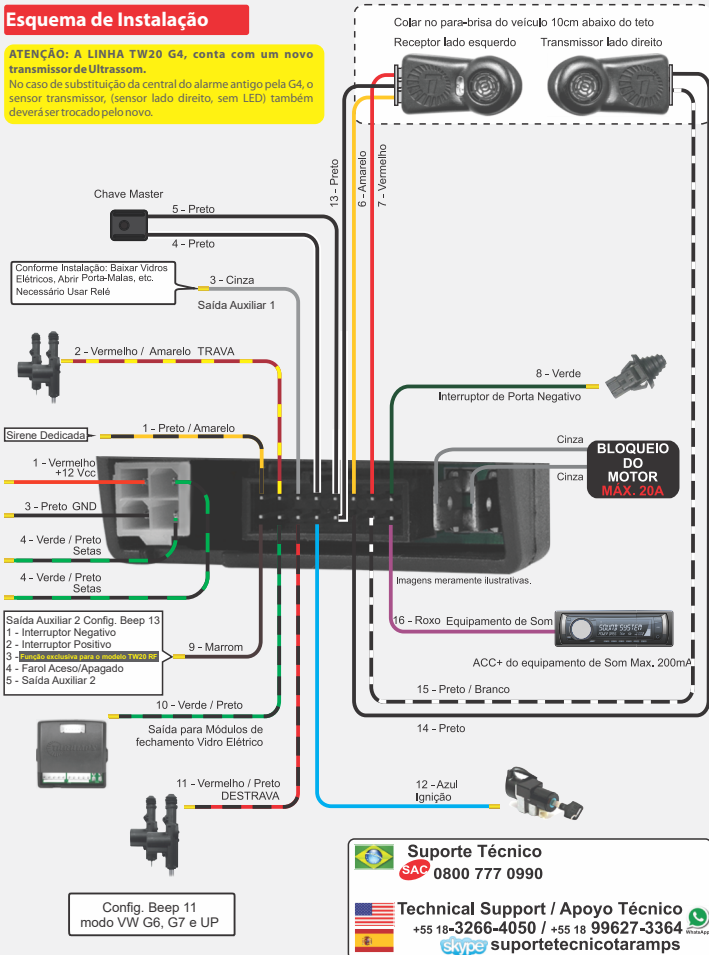 Esquema de Instalação
ATENÇÃO: A LINHA TW20 G4, conta com um novo
transmissor de Ultrassom.
No caso de substituição da central do alarme antigo pela G4, o
sensor transmissor, (sensor lado direito, sem LED) também
deverá ser trocado pelo novo.
Colar no para-brisa do veículo 10cm abaixo do teto
Receptor lado esquerdo
Transmissor lado direito
13 - Preto
6 - Amarelo
7 - Vermelho
Chave Master
5 - Preto
4 - Preto
Conforme Instalação: Baixar Vidros
Elétricos, Abrir Porta-Malas, etc.
Necessário Usar Relé
3 - Cinza
Saída Auxiliar 1
2 - Vermelho / Amarelo TRAVA
8 - Verde
Interruptor de Porta Negativo
Sirene Dedicada
1 - Preto / Amarelo
Cinza
Cinza
BLOQUEIO
DO
MOTOR
MÁX. 20A
1 - Vermelho
+12 Vcc
3 - Preto GND
4 - Verde / Preto
Setas
4 - Verde / Preto
Setas
Imagens meramente ilustrativas.
Saída Auxiliar 2 Config. Beep 13
1 - Interruptor Negativo
2 - Interruptor Positivo
3 - Função exclusiva para o modelo TW20 RF
4 - Farol Aceso/Apagado
5 - Saída Auxiliar 2
9 - Marrom
16 - Roxo Equipamento de Som
SOUND SYSTEM
ACC+ do equipamento de Som Max. 200mA
15 - Preto / Branco
14 - Preto
10 - Verde / Preto
Saída para Módulos de
fechamento Vidro Elétrico
11 - Vermelho / Preto
DESTRAVA
12 - Azul
Ignição
Config. Beep 11
modo VW G6, G7 e UP
Suporte Técnico
SAC 0800 777 0990
Technical Support / Apoyo Técnico
+55 18-3266-4050 / +55 18 99627-3364
WhatsApp
skype suportetecnicotaramps